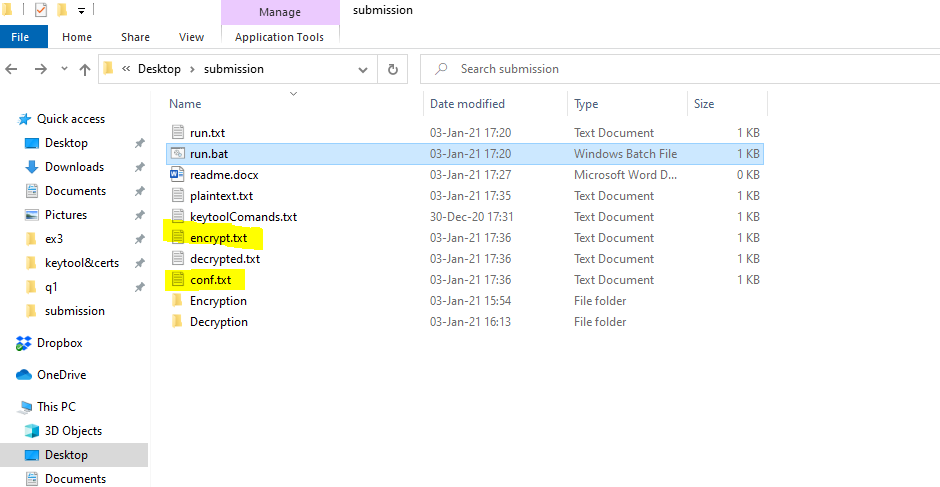 Manage
submission
File
Home
Share
View
Application Tools
« Desktop › submission
Search submission
Name
Date modified
Type
Size
Quick access
Desktop
Downloads
Documents
Pictures
ex3
keytool&certs
q1
submission
Dropbox
OneDrive
This PC
3D Objects
Desktop
Documents
run.txt 03-Jan-21 17:20 Text Document 1 KB
run.bat 03-Jan-21 17:20 Windows Batch File 1 KB
readme.docx 03-Jan-21 17:27 Microsoft Word D... 0 KB
plaintext.txt 03-Jan-21 17:35 Text Document 1 KB
keytoolComands.txt 30-Dec-20 17:31 Text Document 1 KB
encrypt.txt 03-Jan-21 17:36 Text Document 1 KB
decrypted.txt 03-Jan-21 17:36 Text Document 1 KB
conf.txt 03-Jan-21 17:36 Text Document 1 KB
Encryption 03-Jan-21 15:54 File folder
Decryption 03-Jan-21 16:13 File folder